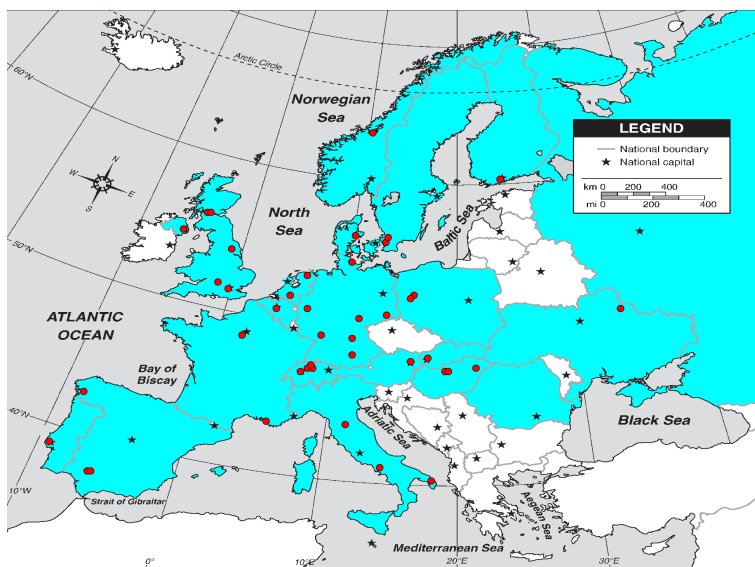 Arctic Circle
60°N
Norwegian
Sea
LEGEND
National boundary
National capital
km 0 200 400
mi 0 200 400
N
W
E
S
North
Sea
Baltic Sea
50°N
ATLANTIC
OCEAN
Bay of
Biscay
40°N
Adriatic Sea
Black Sea
10°W
Strait of Gibraltar
Aegean
Sea
Mediterranean Sea
0°
10°E
20°E
30°E